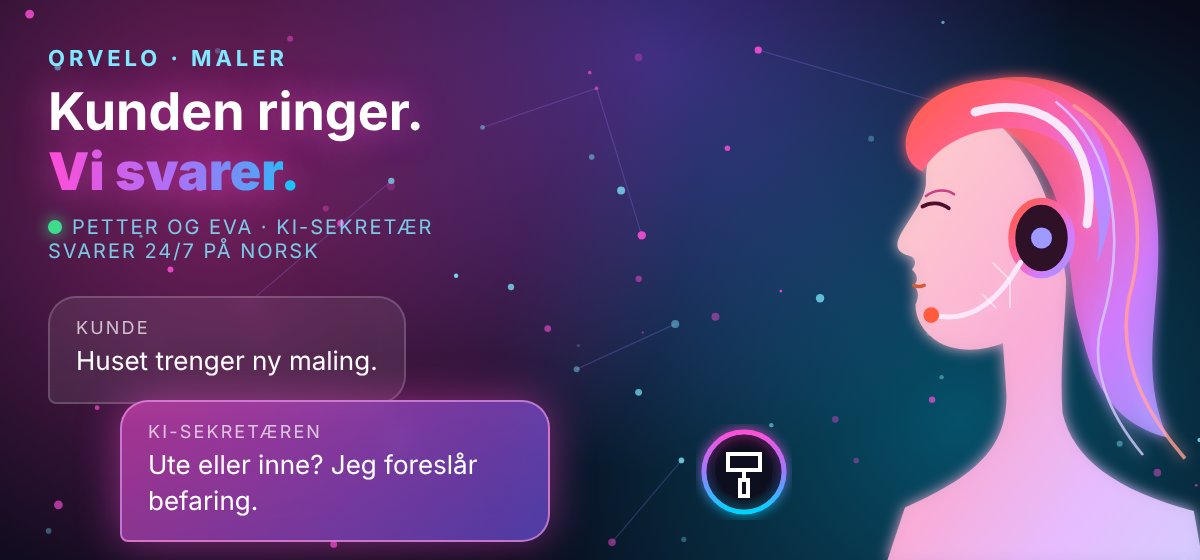 ORVELO · MALER
Kunden ringer.
Vi svarer.
PETTER OG EVA · KI-SEKRETÆR
SVARER 24/7 PÅ NORSK
KUNDE
Huset trenger ny maling.
KI-SEKRETÆREN
Ute eller inne? Jeg foreslår
befaring.